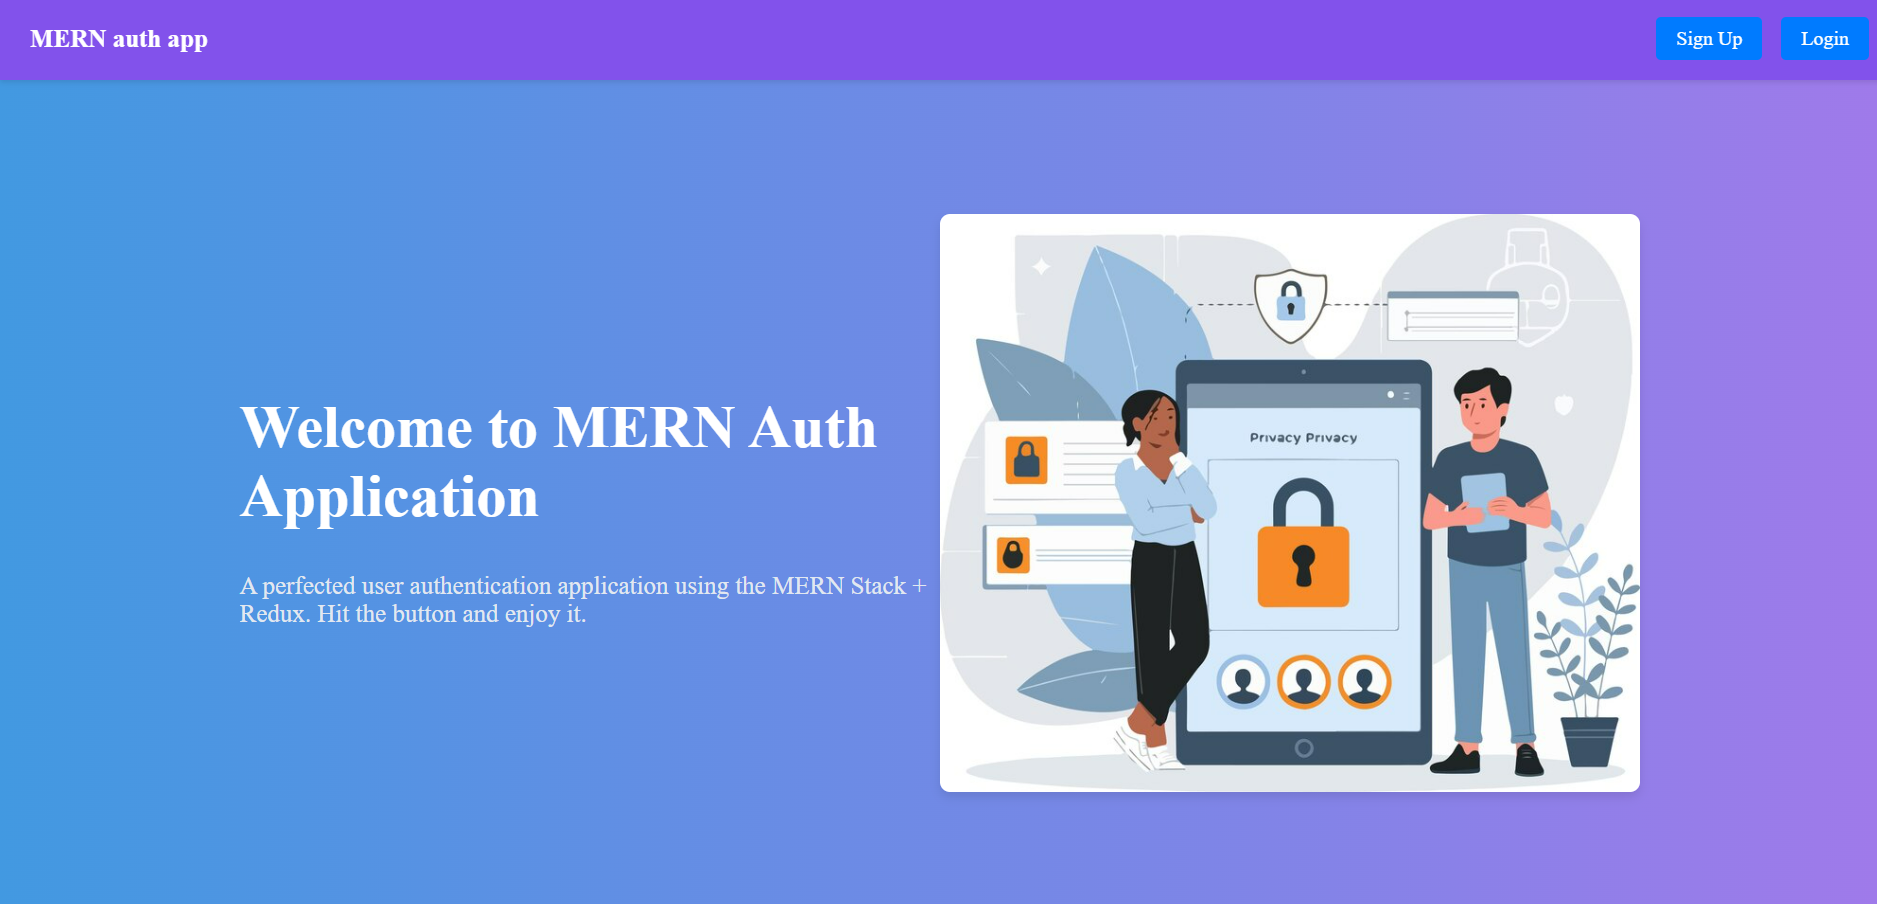 MERN auth app
Sign Up
Login
Welcome to MERN Auth
Application
A perfected user authentication application using the MERN Stack +
Redux. Hit the button and enjoy it.
Privacy Privacy